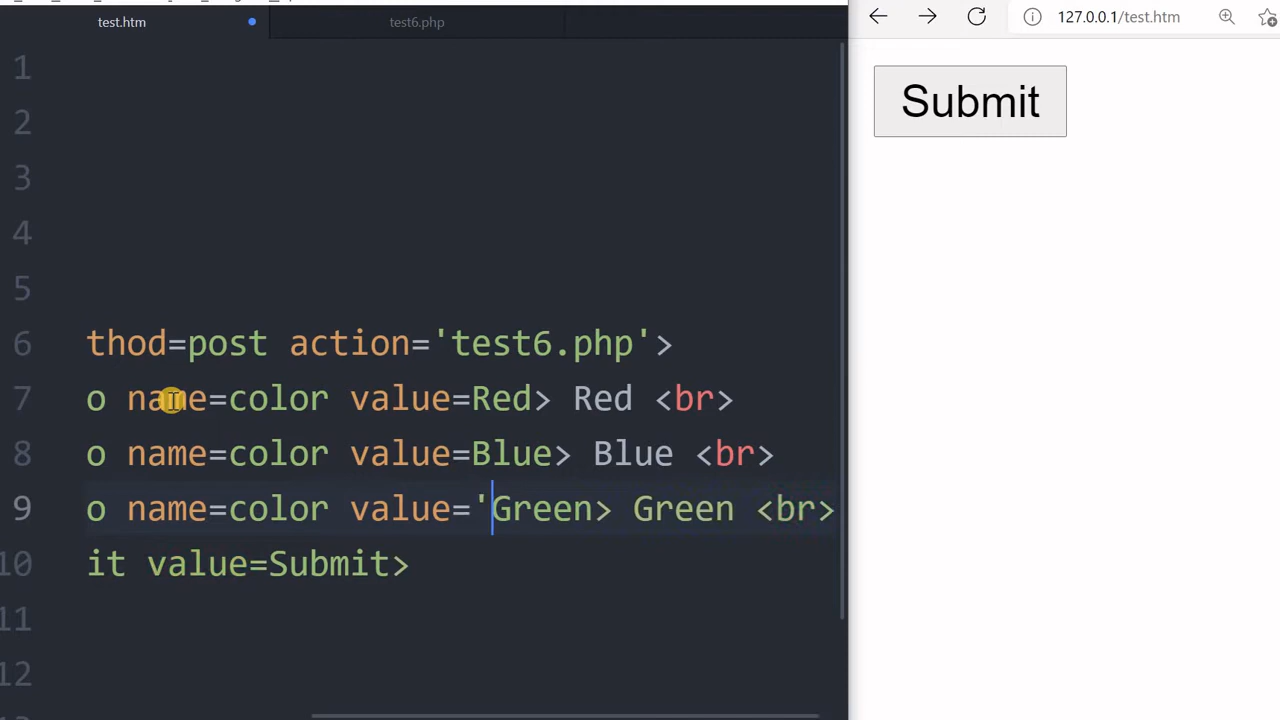 test.htm
test6.php
127.0.0.1/test.htm
Submit
1
2
3
4
5
6 thod=post action='test6.php'>
7 o name=color value=Red> Red <br>
8 o name=color value=Blue> Blue <br>
9 o name=color value='Green> Green <br>
10 it value=Submit>
11
12